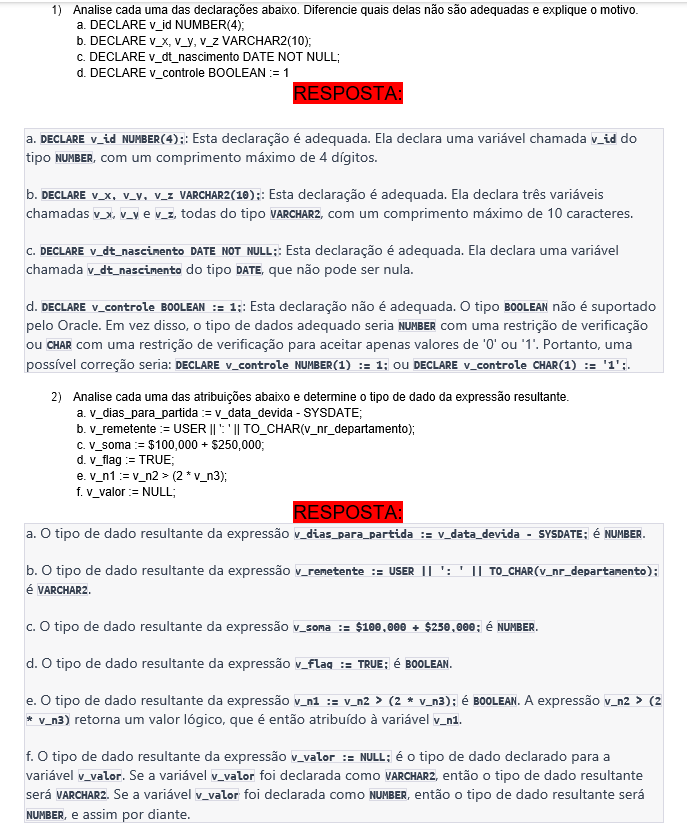 1) Analise cada uma das declarações abaixo. Diferencie quais delas não são adequadas e explique o motivo.
a. DECLARE v_id NUMBER(4);
b. DECLARE v_x, v_y, v_z VARCHAR2(10);
c. DECLARE v_dt_nascimento DATE NOT NULL;
d. DECLARE v_controle BOOLEAN := 1
RESPOSTA:
a. DECLARE v_id NUMBER(4);: Esta declaração é adequada. Ela declara uma variável chamada v_id do
tipo NUMBER, com um comprimento máximo de 4 dígitos.
b. DECLARE v_x, v_y, v_z VARCHAR2(10);: Esta declaração é adequada. Ela declara três variáveis
chamadas v_x, v_y e v_z, todas do tipo VARCHAR2, com um comprimento máximo de 10 caracteres.
c. DECLARE v_dt_nascimento DATE NOT NULL;: Esta declaração é adequada. Ela declara uma variável
chamada v_dt_nascimento do tipo DATE, que não pode ser nula.
d. DECLARE v_controle BOOLEAN := 1;: Esta declaração não é adequada. O tipo BOOLEAN não é suportado
pelo Oracle. Em vez disso, o tipo de dados adequado seria NUMBER com uma restrição de verificação
ou CHAR com uma restrição de verificação para aceitar apenas valores de '0' ou '1'. Portanto, uma
possível correção seria: DECLARE v_controle NUMBER(1) := 1; ou DECLARE v_controle CHAR(1) := '1';.
2) Analise cada uma das atribuições abaixo e determine o tipo de dado da expressão resultante.
a. v_dias_para_partida := v_data_devida - SYSDATE;
b. v_remetente := USER || ': ' || TO_CHAR(v_nr_departamento);
c. v_soma := $100,000 + $250,000;
d. v_flag := TRUE;
e. v_n1 := v_n2 > (2 * v_n3);
f. v_valor := NULL;
RESPOSTA:
a. O tipo de dado resultante da expressão v_dias_para_partida := v_data_devida - SYSDATE; é NUMBER.
b. O tipo de dado resultante da expressão v_remetente := USER || ': ' || TO_CHAR(v_nr_departamento);
é VARCHAR2.
c. O tipo de dado resultante da expressão v_soma := $100,000 + $250,000; é NUMBER.
d. O tipo de dado resultante da expressão v_flag := TRUE; é BOOLEAN.
e. O tipo de dado resultante da expressão v_n1 := v_n2 > (2 * v_n3); é BOOLEAN. A expressão v_n2 > (2
* v_n3) retorna um valor lógico, que é então atribuído à variável v_n1.
f. O tipo de dado resultante da expressão v_valor := NULL; é o tipo de dado declarado para a
variável v_valor. Se a variável v_valor foi declarada como VARCHAR2, então o tipo de dado resultante
será VARCHAR2. Se a variável v_valor foi declarada como NUMBER, então o tipo de dado resultante será
NUMBER, e assim por diante.